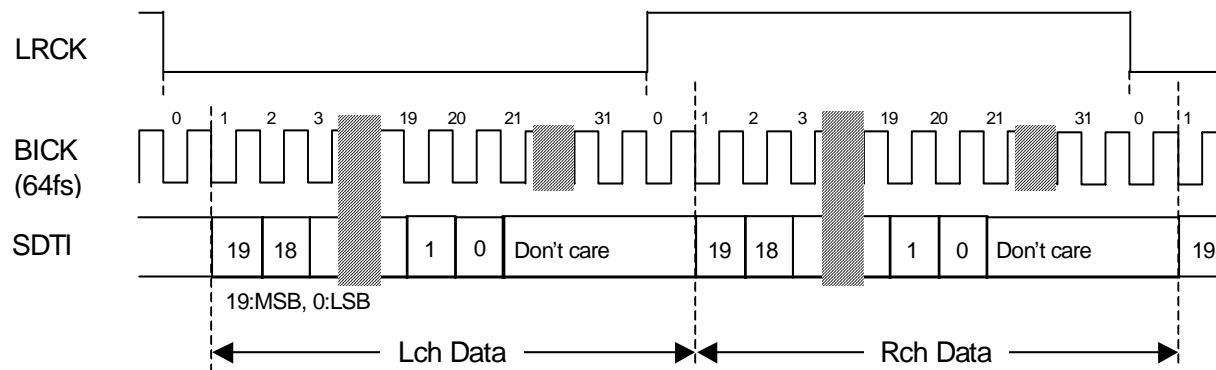 LRCK
0 1 2 3 19 20 21 31 0 1 2 3 19 20 21 31 0 1
BICK
(64fs)
SDTI 19 18 1 0 Don't care 19 18 1 0 Don't care 19
19:MSB, 0:LSB
Lch Data Rch Data